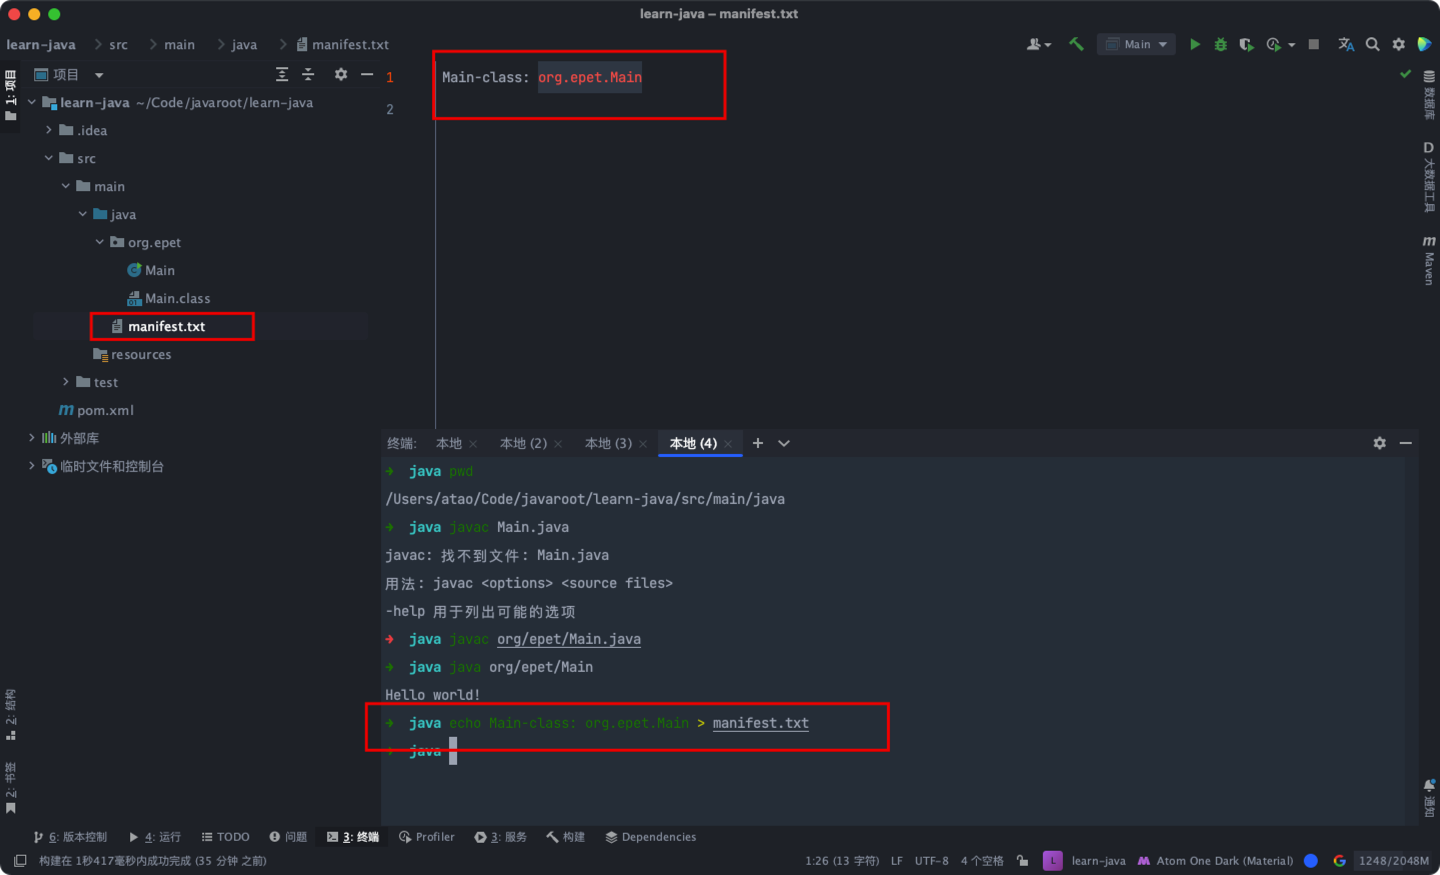 learn-java – manifest.txt
learn-java
src
main
java
manifest.txt
Main
1: 项目
项目
learn-java ~/Code/javaroot/learn-java
.idea
src
main
java
org.epet
Main
Main.class
manifest.txt
resources
test
pom.xml
外部库
临时文件和控制台
1 Main-class: org.epet.Main
2
数据库
D 大数据工具
m Maven
终端:
本地
本地 (2)
本地 (3)
本地 (4)
java pwd
/Users/atao/Code/javaroot/learn-java/src/main/java
java javac Main.java
javac: 找不到文件: Main.java
用法: javac <options> <source files>
-help 用于列出可能的选项
java javac org/epet/Main.java
java java org/epet/Main
Hello world!
java echo Main-class: org.epet.Main > manifest.txt
java
2: 结构
2: 书签
通知
6: 版本控制
4: 运行
TODO
问题
3: 终端
Profiler
3: 服务
构建
Dependencies
构建在 1秒417毫秒内成功完成 (35 分钟 之前)
1:26 (13 字符)
LF
UTF-8
4 个空格
L
learn-java
Atom One Dark (Material)
1248/2048M